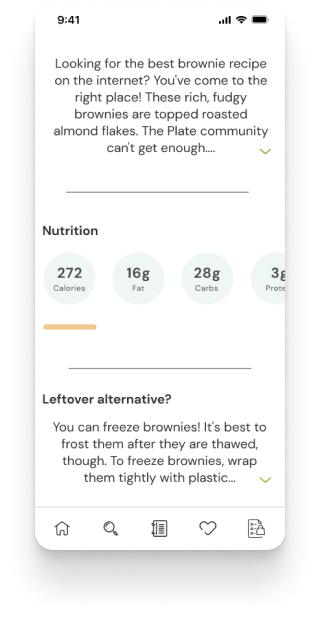 9:41
Looking for the best brownie recipe
on the internet? You've come to the
right place! These rich, fudgy
brownies are topped roasted
almond flakes. The Plate community
can't get enough....
Nutrition
272 16g 28g 3g
Calories Fat Carbs Prote
Leftover alternative?
You can freeze brownies! It's best to
frost them after they are thawed,
though. To freeze brownies, wrap
them tightly with plastic...